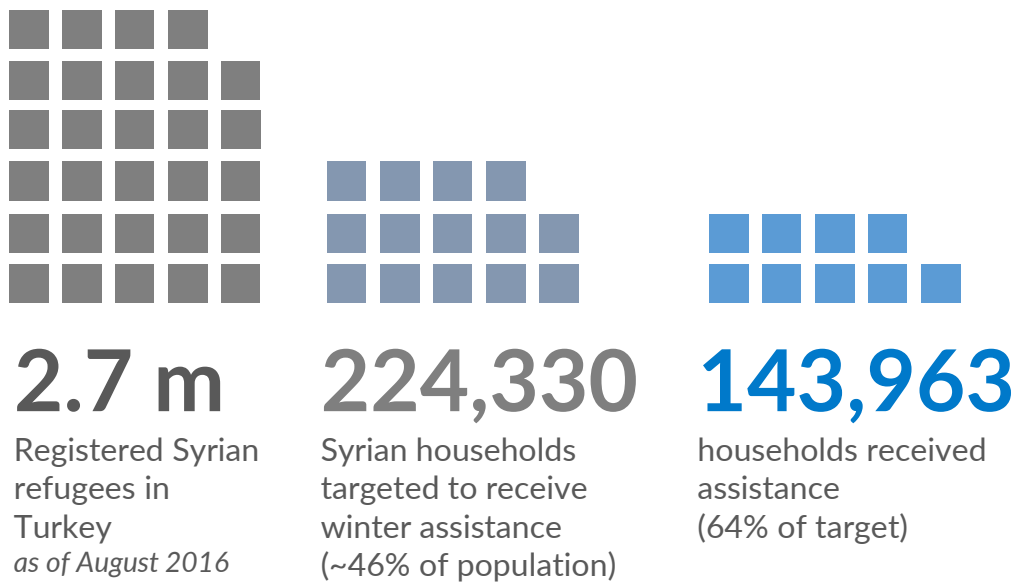 2.7 m
Registered Syrian
refugees in
Turkey
as of August 2016
224,330
Syrian households
targeted to receive
winter assistance
(~46% of population)
143,963
households received
assistance
(64% of target)